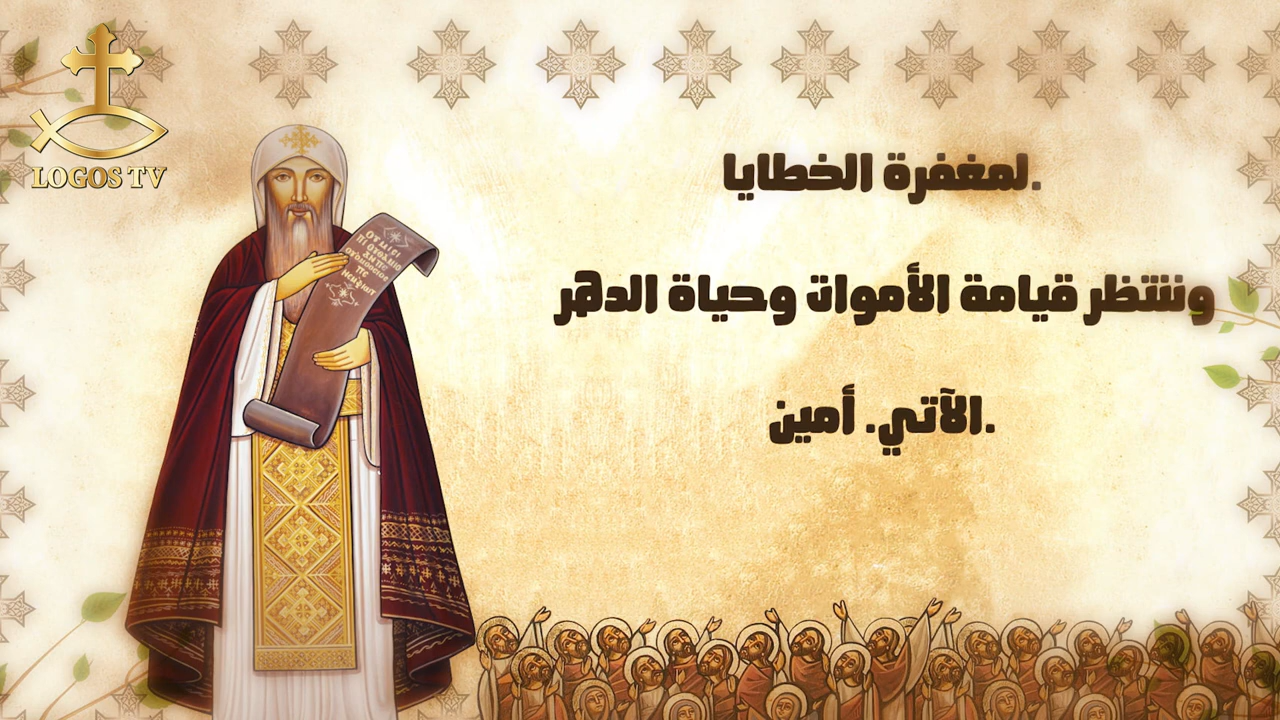 LOGOS TV
لمغفرة الخطايا.
وننتظر قيامة الأموات وحياة الدهر
الآتي. أمين.